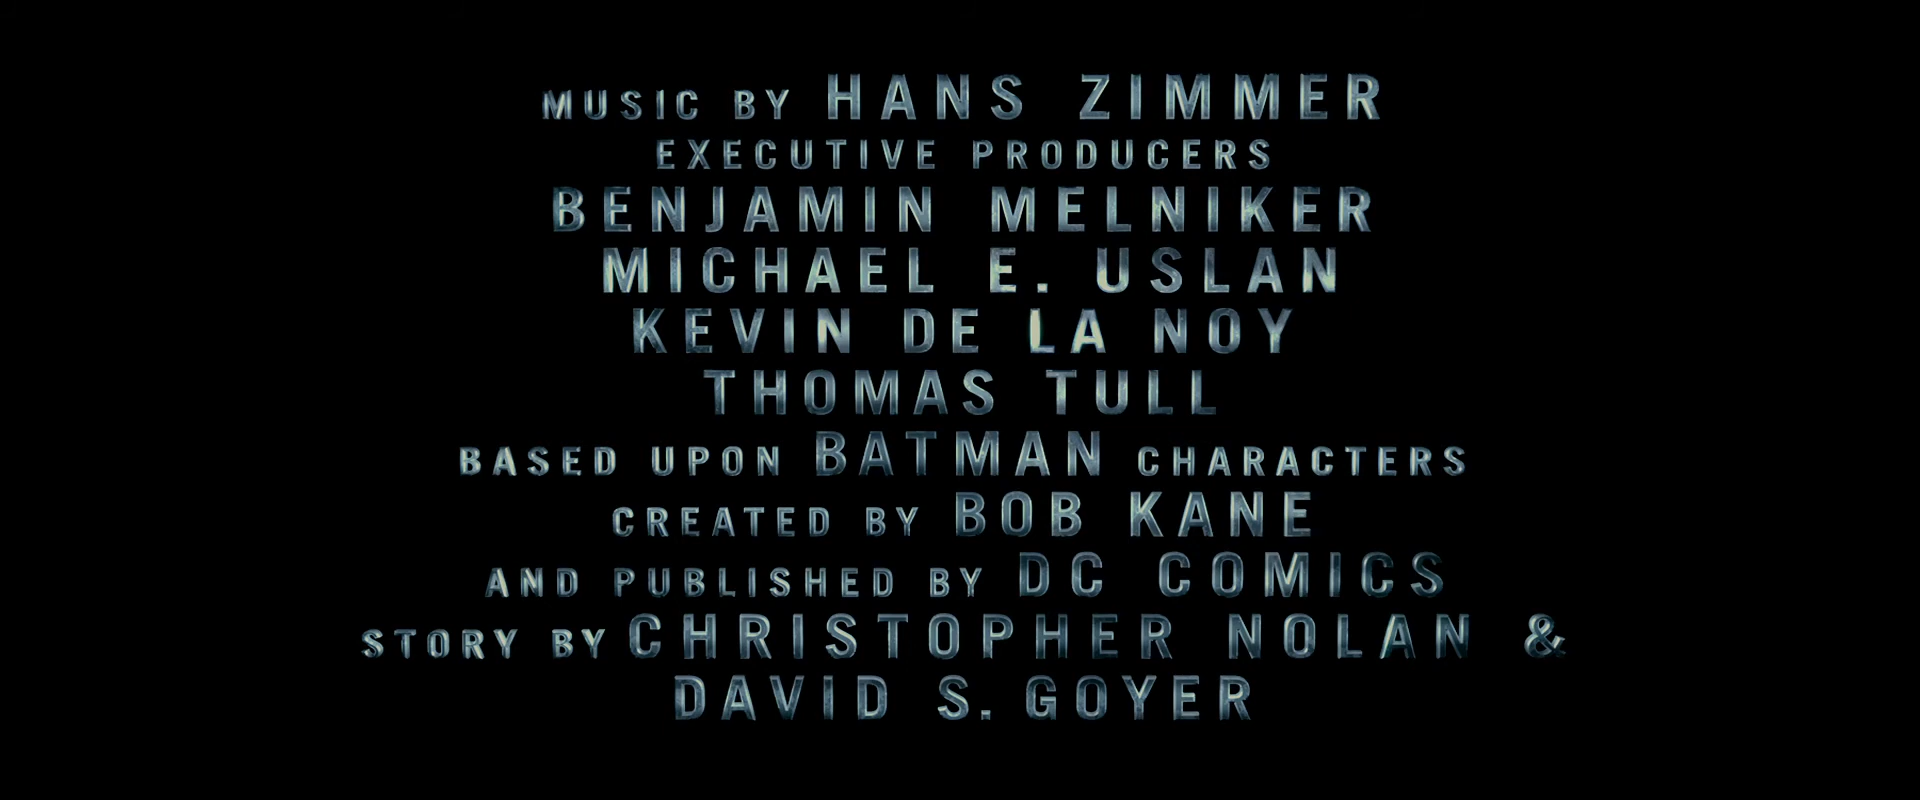 MUSIC BY HANS ZIMMER
EXECUTIVE PRODUCERS
BENJAMIN MELNIKER
MICHAEL E. USLAN
KEVIN DE LA NOY
THOMAS TULL
BASED UPON BATMAN CHARACTERS
CREATED BY BOB KANE
AND PUBLISHED BY DC COMICS
STORY BY CHRISTOPHER NOLAN &
DAVID S. GOYER